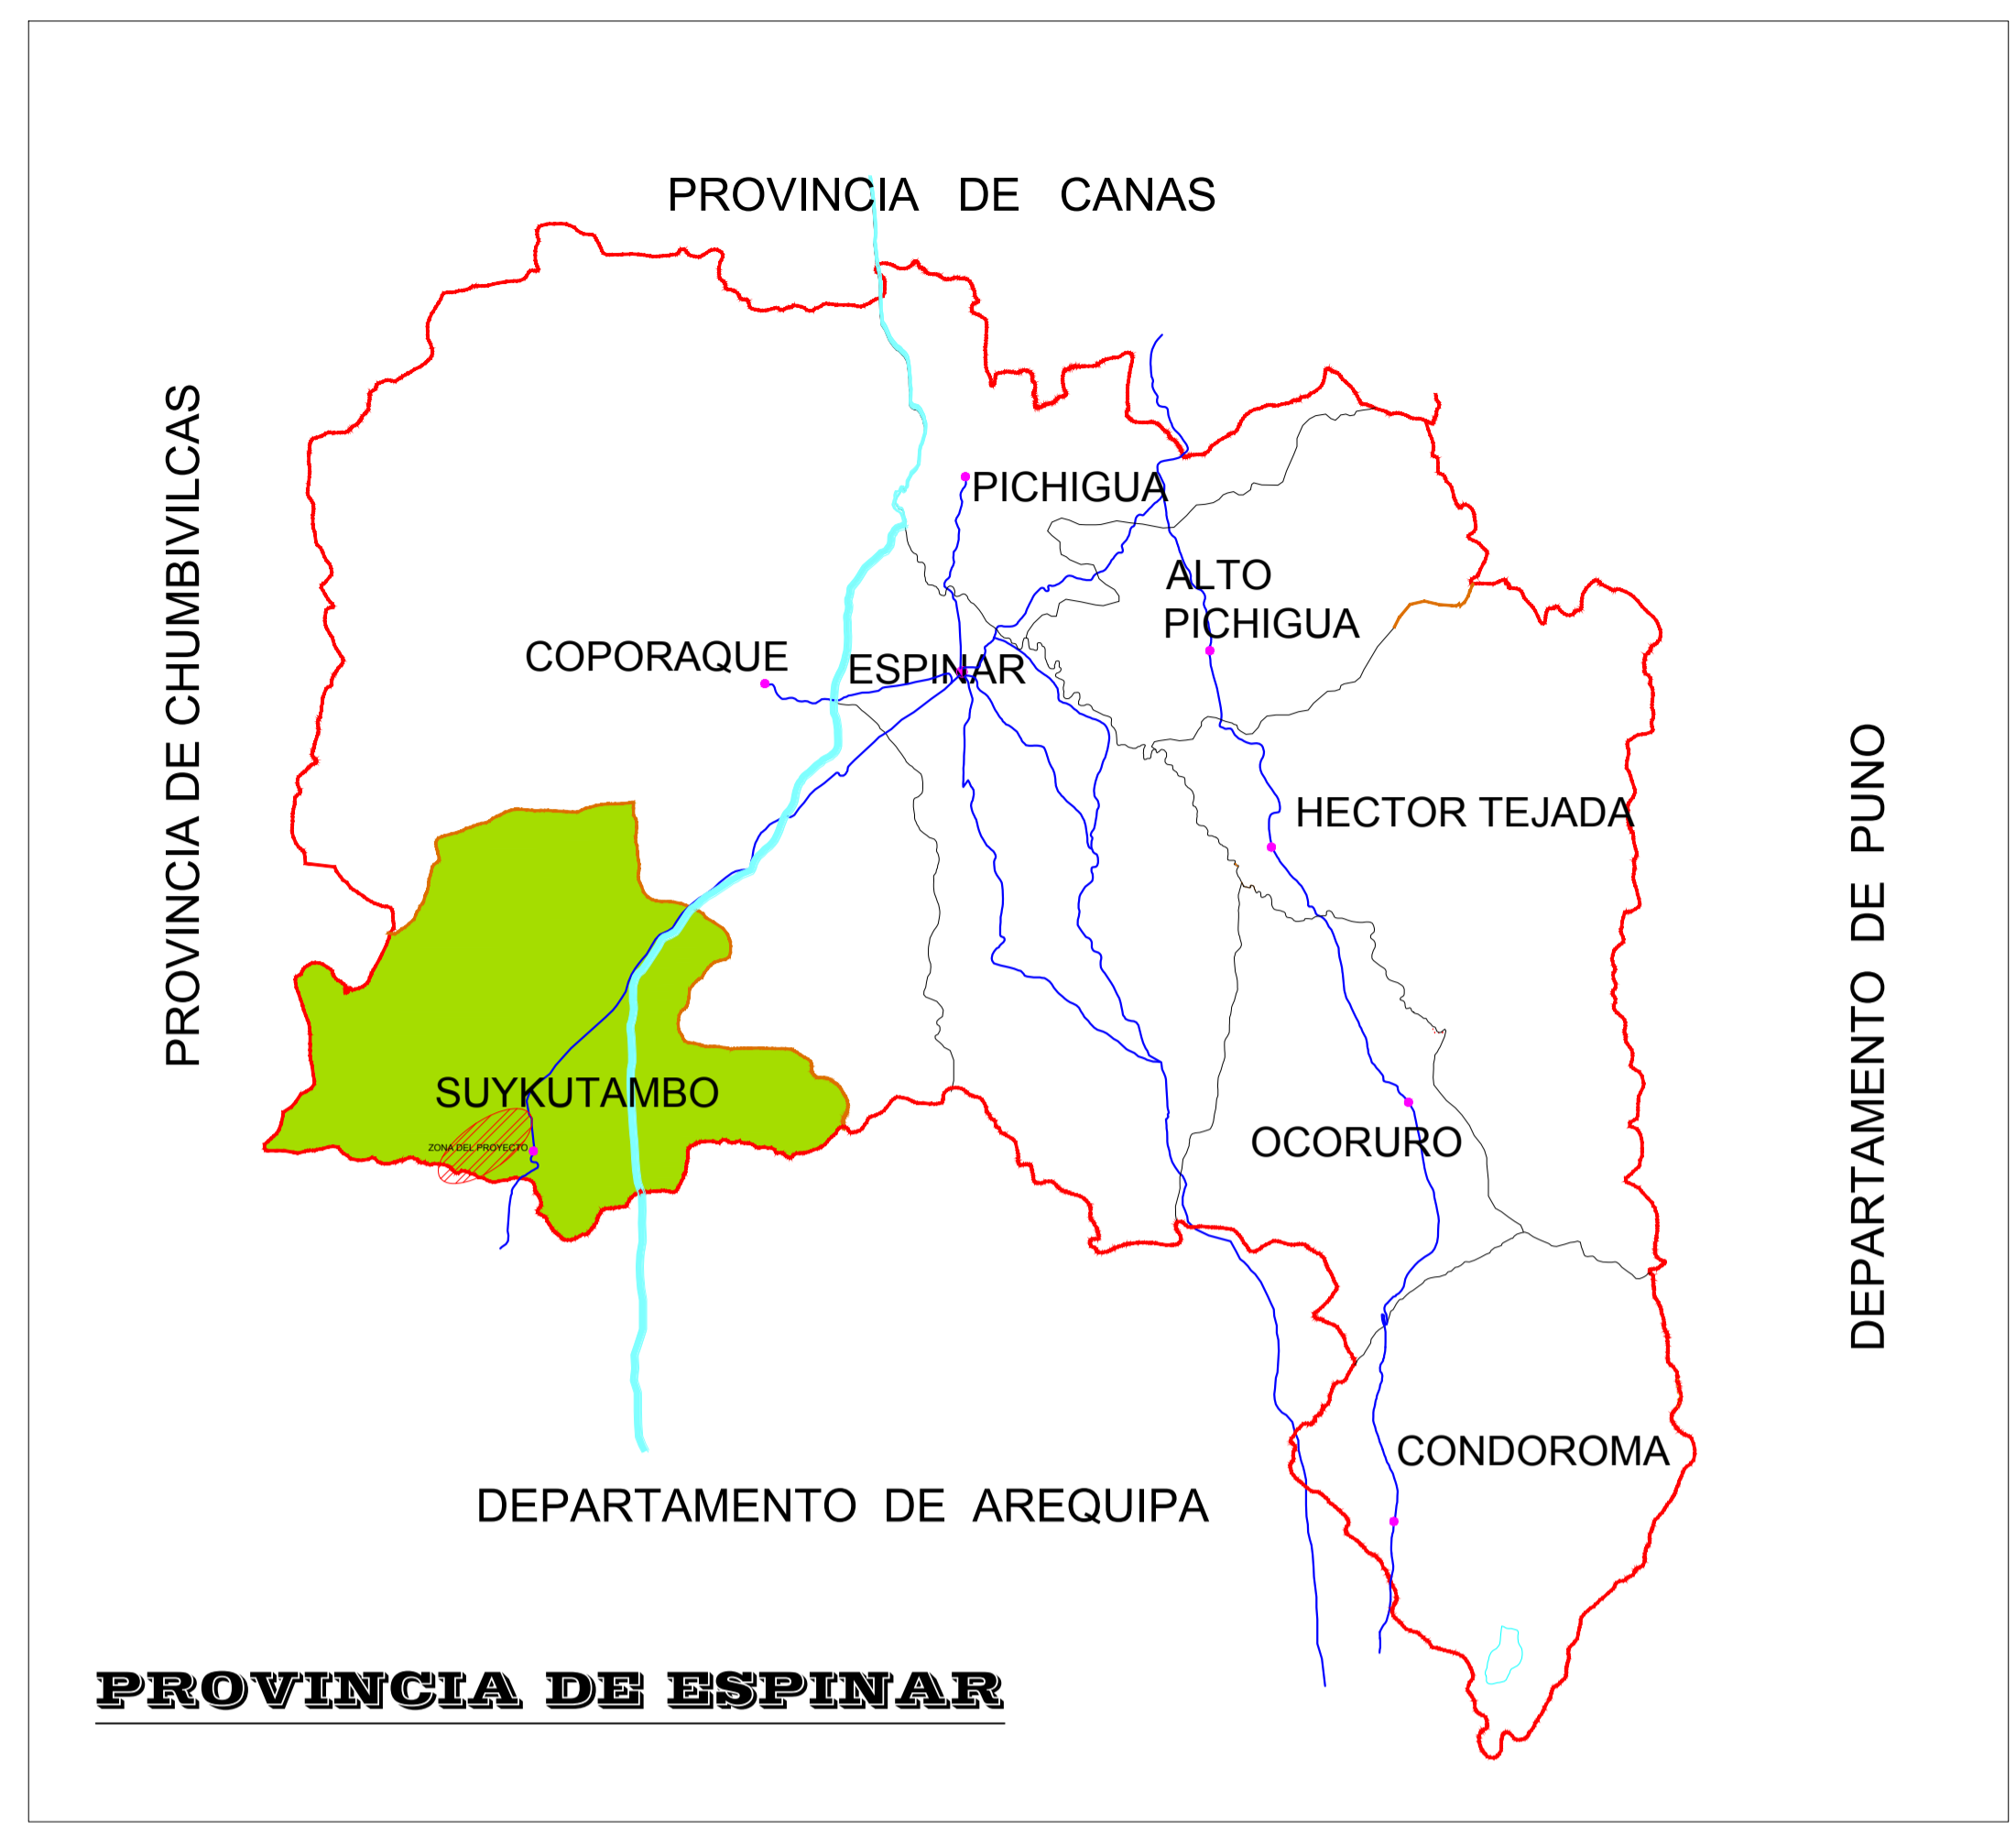 PROVINCIA DE CANAS
PROVINCIA DE CHUMBIVILCAS
PICHIGUA
ALTO
PICHIGUA
COPORAQUE
ESPINAR
HECTOR TEJADA
DEPARTAMENTO DE PUNO
SUYKUTAMBO
ZONA DEL PROYECTO
OCORURO
CONDOROMA
DEPARTAMENTO DE AREQUIPA
PROVINCIA DE ESPINAR